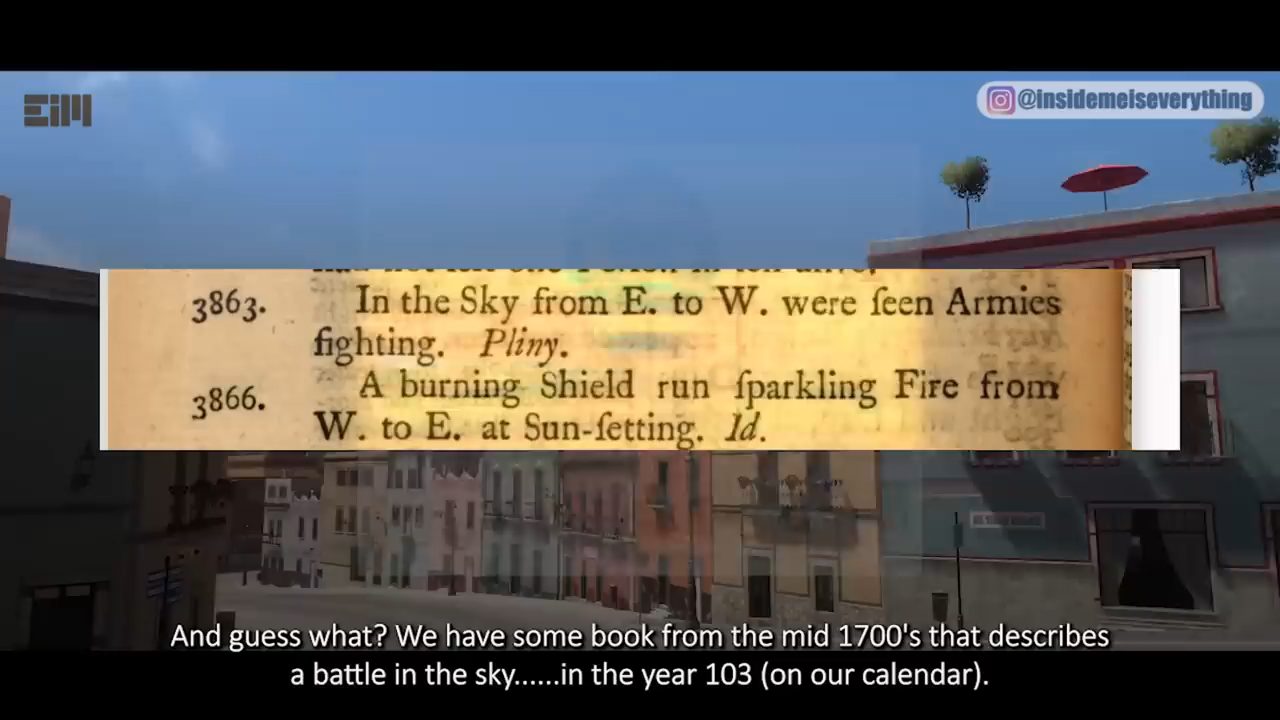 EiM
@insidemeiseverything
3863. In the Sky from E. to W. were ſeen Armies
fighting. Pliny.
3866. A burning Shield run ſparkling Fire from
W. to E. at Sun-ſetting. Id.
And guess what? We have some book from the mid 1700's that describes
a battle in the sky......in the year 103 (on our calendar).